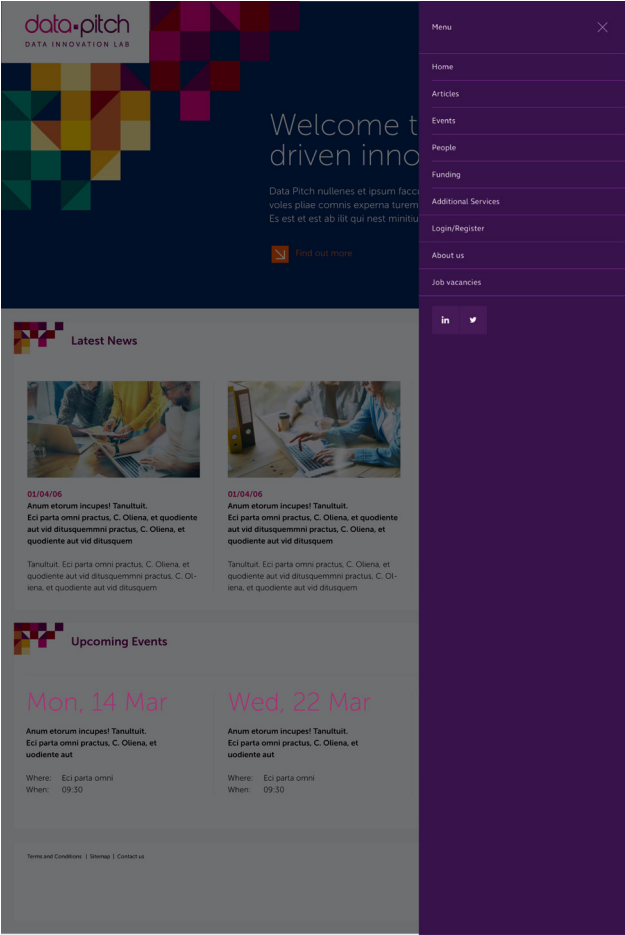 data•pitch
DATA INNOVATION LAB
Welcome t
driven inno
Data Pitch nullenes et ipsum faccu
voles pliae comnis experna turem
Es est et est ab ilit qui nest minitiu
Find out more
Menu
Home
Articles
Events
People
Funding
Additional Services
Login/Register
About us
Job vacancies
in
Latest News
01/04/06
Anum etorum incupes! Tanultuit.
Eci parta omni practus, C. Oliena, et quodiente
aut vid ditusquemmni practus, C. Oliena, et
quodiente aut vid ditusquem
Tanultuit. Eci parta omni practus, C. Oliena, et
quodiente aut vid ditusquemmni practus, C. Ol-
iena, et quodiente aut vid ditusquem
01/04/06
Anum etorum incupes! Tanultuit.
Eci parta omni practus, C. Oliena, et quodiente
aut vid ditusquemmni practus, C. Oliena, et
quodiente aut vid ditusquem
Tanultuit. Eci parta omni practus, C. Oliena, et
quodiente aut vid ditusquemmni practus, C. Ol-
iena, et quodiente aut vid ditusquem
Upcoming Events
Mon, 14 Mar
Anum etorum incupes! Tanultuit.
Eci parta omni practus, C. Oliena, et
uodiente aut
Where: Eci parta omni
When: 09:30
Wed, 22 Mar
Anum etorum incupes! Tanultuit.
Eci parta omni practus, C. Oliena, et
uodiente aut
Where: Eci parta omni
When: 09:30
Terms and Conditions | Sitemap | Contact us